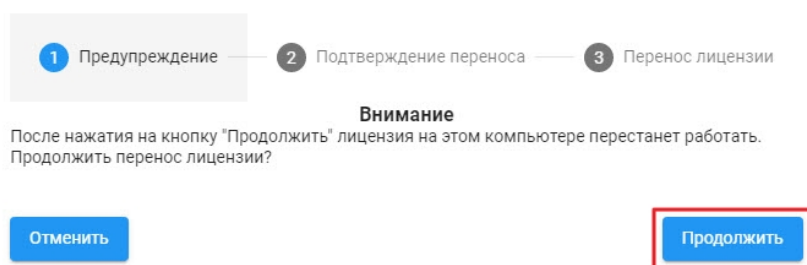 1 Предупреждение 2 Подтверждение переноса 3 Перенос лицензии
Внимание
После нажатия на кнопку "Продолжить" лицензия на этом компьютере перестанет работать.
Продолжить перенос лицензии?
Отменить Продолжить